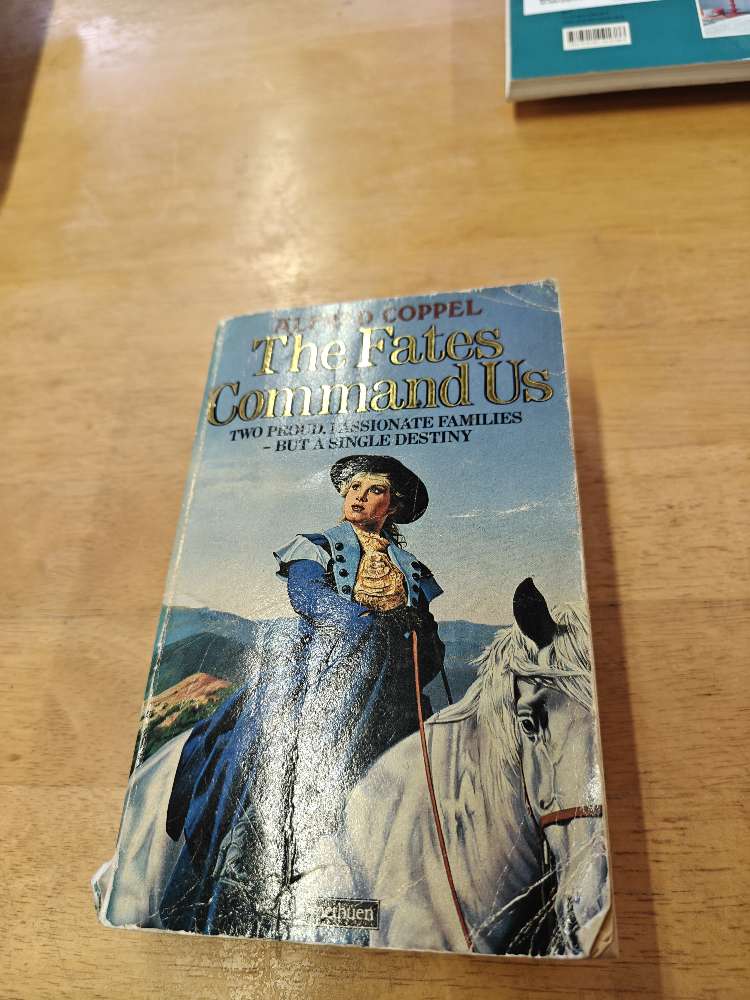 COPPEL
The Fates
Command Us
TWO PROUD, PASSIONATE FAMILIES
– BUT A SINGLE DESTINY